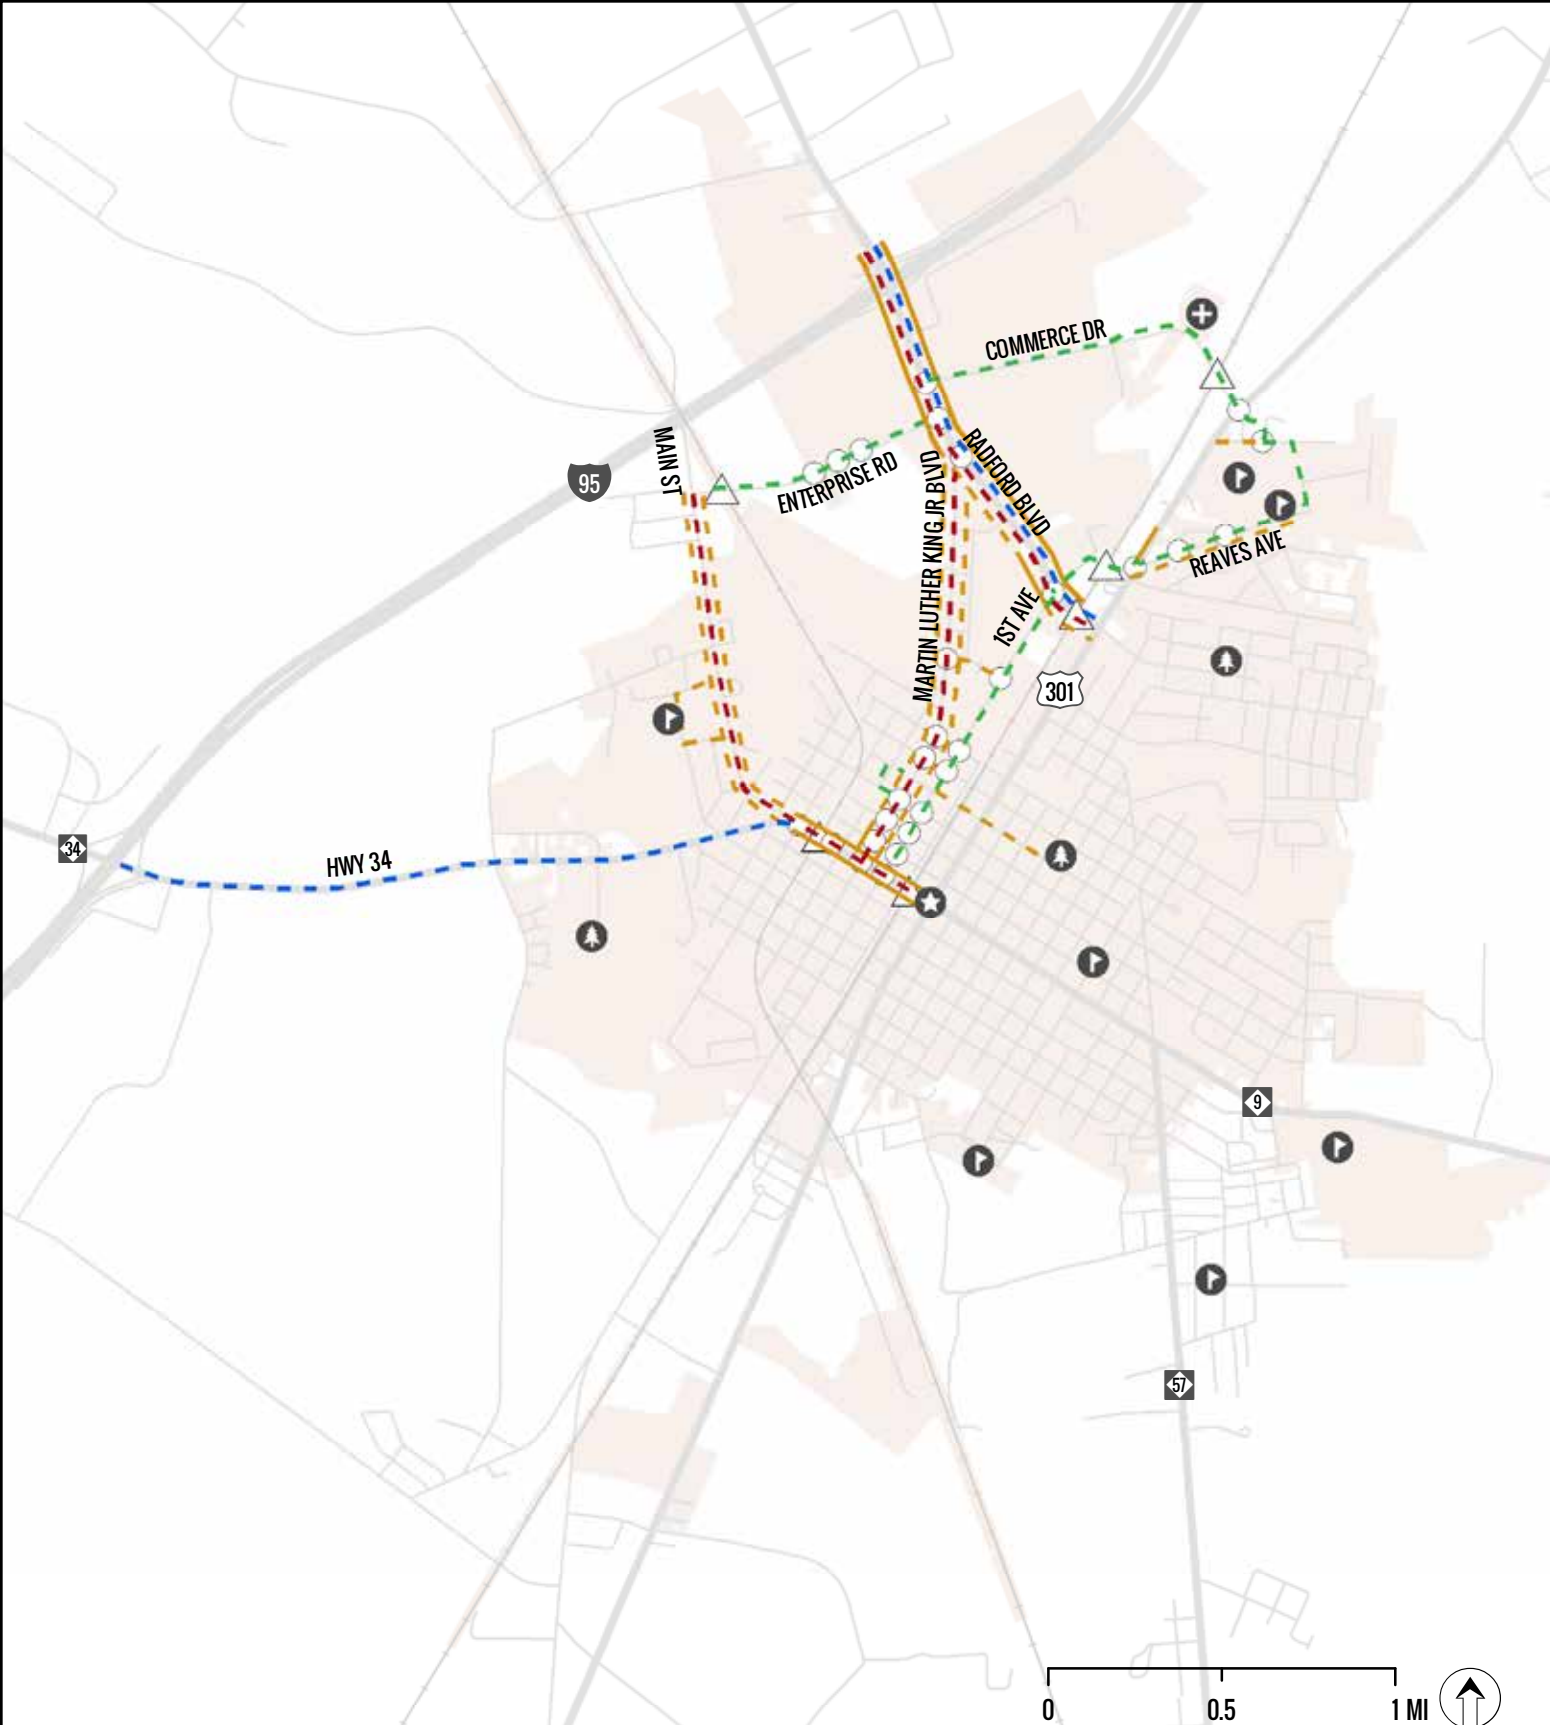 COMMERCE DR
MAIN ST
95
ENTERPRISE RD
RADFORD BLVD
MARTIN LUTHER KING JR BLVD
REAVES AVE
1ST AVE
301
34
HWY 34
9
57
0
0.5
1 MI